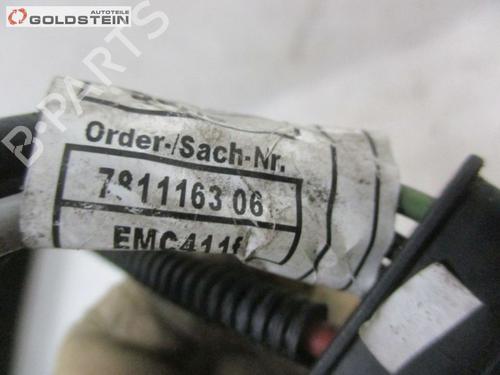 AUTOTEILE
GOLDSTEIN
B-PARTS
Order-/Sach-Nr.
7811163 06